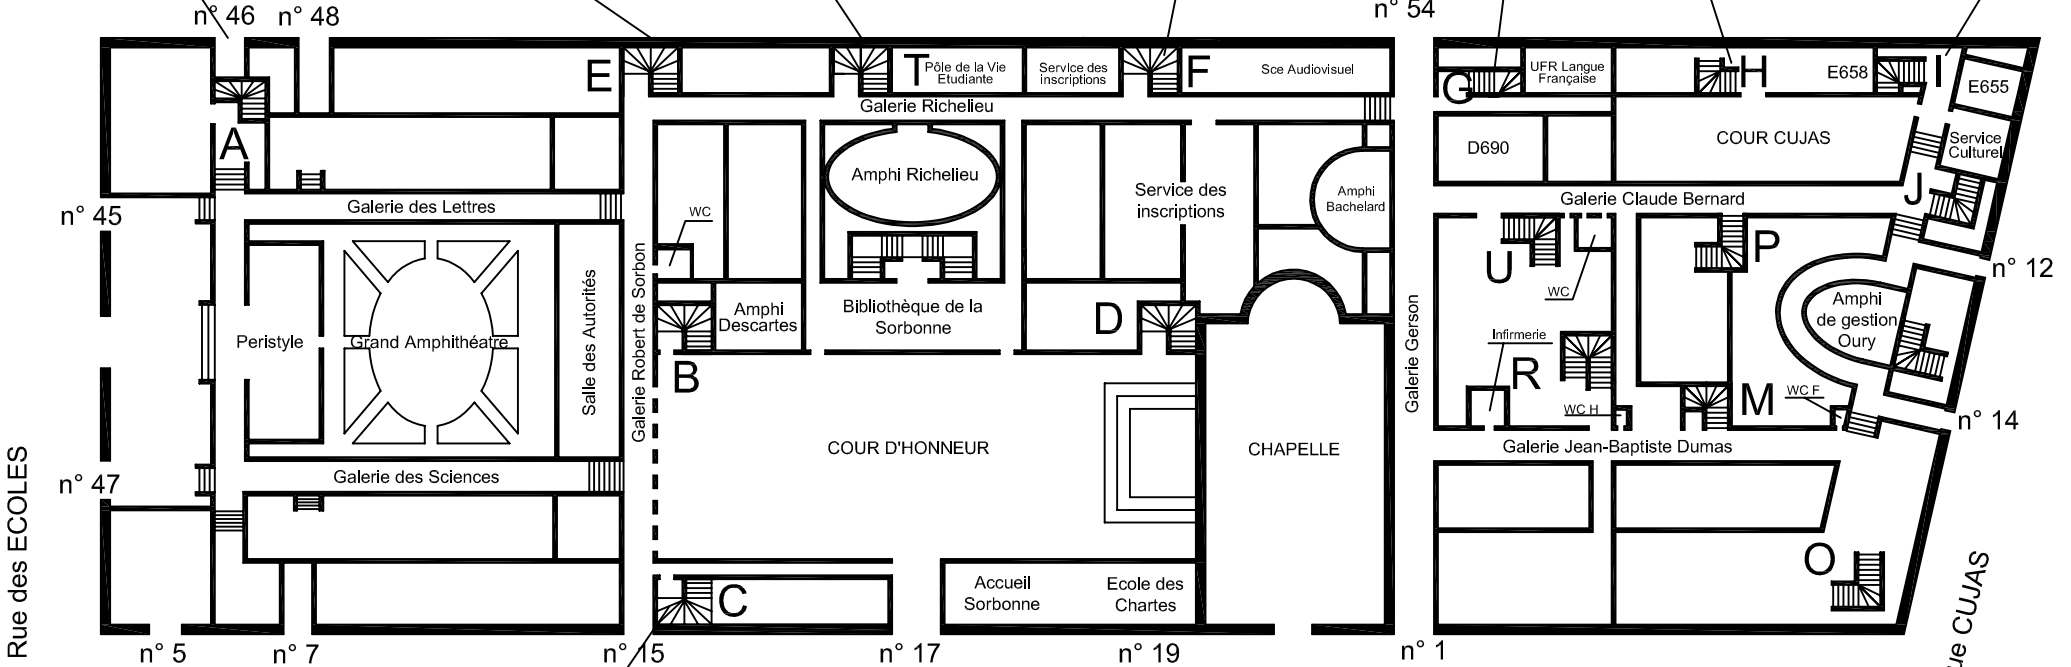 n° 46
n° 48
n° 54
E
T
Pôle de la Vie
Etudiante
Service des
inscriptions
F
Sce Audiovisuel
G
UFR Langue
Française
H
E658
I
E655
Galerie Richelieu
A
D690
COUR CUJAS
Service
Culturel
Amphi Richelieu
Service des
inscriptions
Amphi
Bachelard
Galerie Claude Bernard
J
n° 45
Galerie des Lettres
WC
U
WC
P
n° 12
Peristyle
Grand Amphithéatre
Salle des Autorités
Galerie Robert de Sorbon
Amphi
Descartes
Bibliothèque de la
Sorbonne
D
Galerie Gerson
Infirmerie
Amphi
de gestion
Oury
B
R
WC H
M
WC F
n° 14
COUR D'HONNEUR
CHAPELLE
Galerie Jean-Baptiste Dumas
n° 47
Galerie des Sciences
Rue des ECOLES
C
Accueil
Sorbonne
Ecole des
Chartes
O
n° 5
n° 7
n° 15
n° 17
n° 19
n° 1
CUJAS